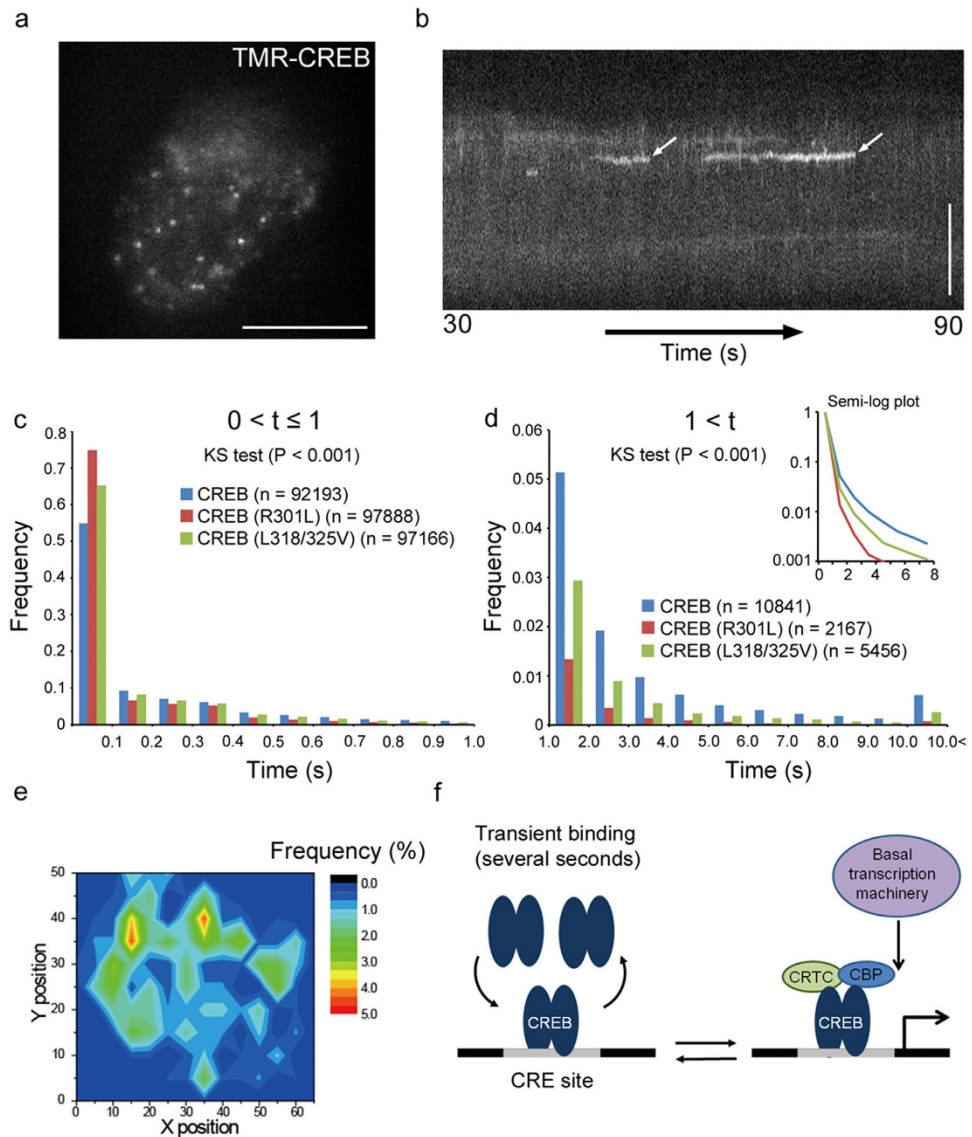 a
TMR-CREB
b
30
90
Time (s)
c
0 < t ≤ 1
KS test (P < 0.001)
CREB (n = 92193)
CREB (R301L) (n = 97888)
CREB (L318/325V) (n = 97166)
Frequency
0.8
0.7
0.6
0.5
0.4
0.3
0.2
0.1
0
0.1 0.2 0.3 0.4 0.5 0.6 0.7 0.8 0.9 1.0
Time (s)
d
1 < t
KS test (P < 0.001)
Semi-log plot
1
0.1
0.01
0.001
0 2 4 6 8
CREB (n = 10841)
CREB (R301L) (n = 2167)
CREB (L318/325V) (n = 5456)
Frequency
0.06
0.05
0.04
0.03
0.02
0.01
0
1.0 2.0 3.0 4.0 5.0 6.0 7.0 8.0 9.0 10.0 10.0<
Time (s)
e
Frequency (%)
0.0
1.0
2.0
3.0
4.0
5.0
Y position
50
40
30
20
10
0
0 10 20 30 40 50 60
X position
f
Transient binding
(several seconds)
CREB
CRE site
Basal
transcription
machinery
CRTC
CBP
CREB